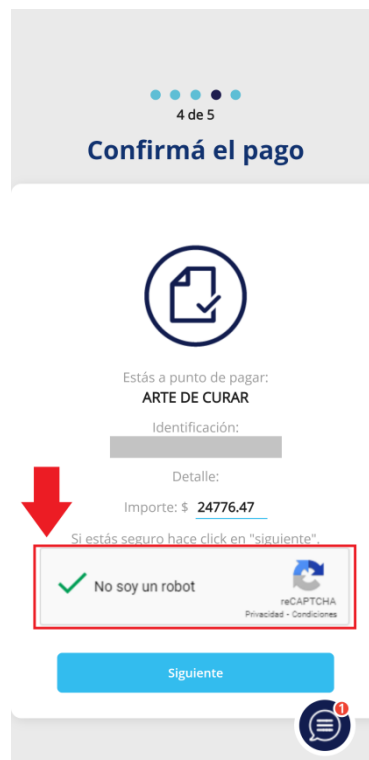 4 de 5
Confirmá el pago
Estás a punto de pagar:
ARTE DE CURAR
Identificación:
Detalle:
Importe: $ 24776.47
Si estás seguro hace click en "siguiente".
No soy un robot
reCAPTCHA
Privacidad - Condiciones
Siguiente
1